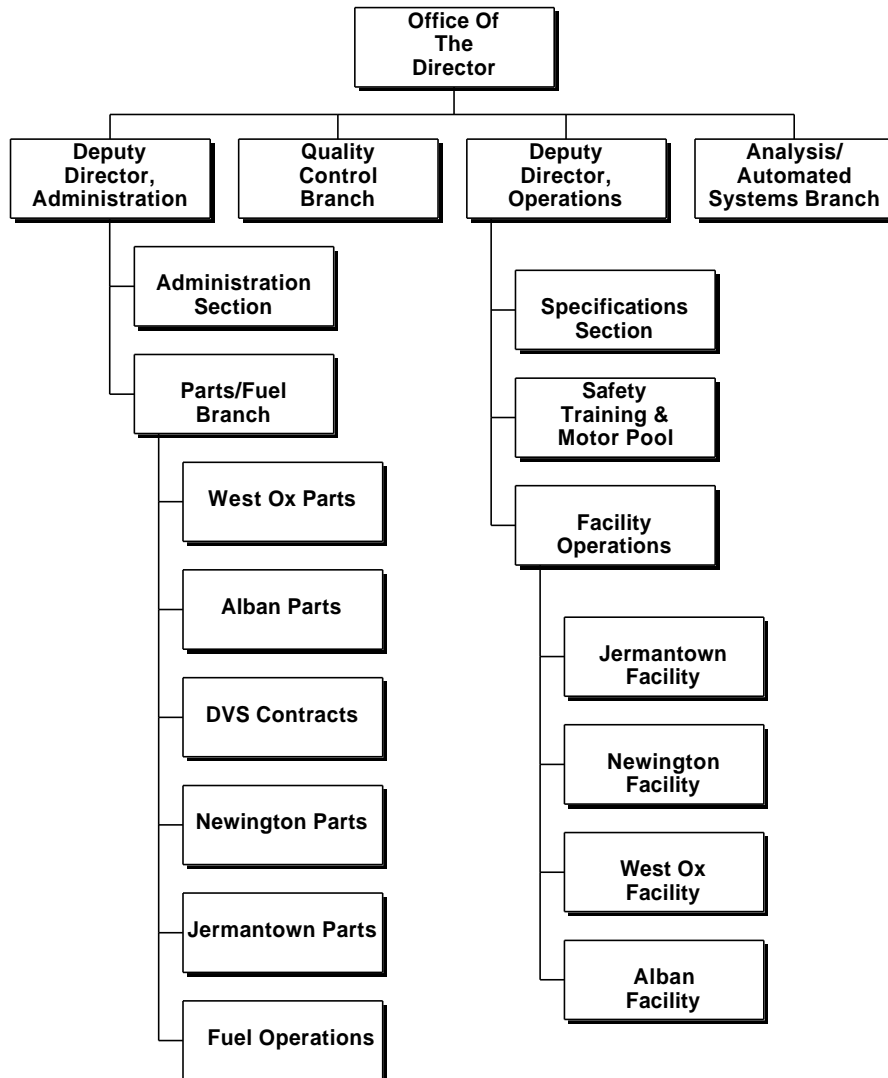 Office Of
The
Director
Deputy
Director,
Administration
Quality
Control
Branch
Deputy
Director,
Operations
Analysis/
Automated
Systems Branch
Administration
Section
Parts/Fuel
Branch
West Ox Parts
Alban Parts
DVS Contracts
Newington Parts
Jermantown Parts
Fuel Operations
Specifications
Section
Safety
Training &
Motor Pool
Facility
Operations
Jermantown
Facility
Newington
Facility
West Ox
Facility
Alban
Facility